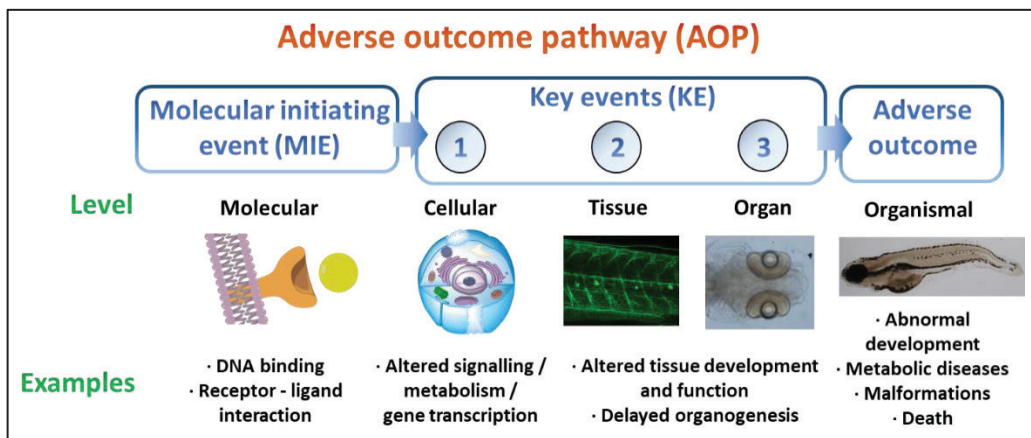 Adverse outcome pathway (AOP)
Molecular initiating
event (MIE)
Key events (KE)
1
2
3
Adverse
outcome
Level
Molecular
Cellular
Tissue
Organ
Organismal
Examples
· DNA binding
· Receptor - ligand
interaction
· Altered signalling /
metabolism /
gene transcription
· Altered tissue development
and function
· Delayed organogenesis
· Abnormal
development
· Metabolic diseases
· Malformations
· Death